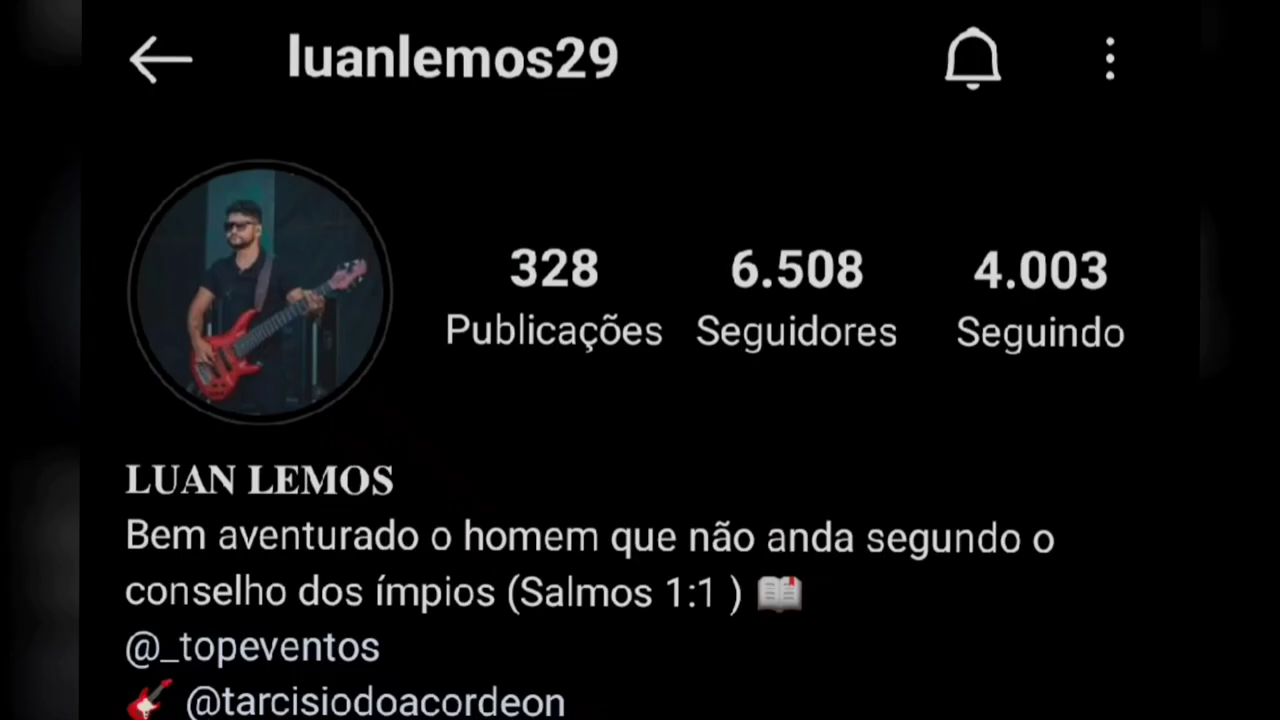 luanlemos29
328 6.508 4.003
Publicações Seguidores Seguindo
LUAN LEMOS
Bem aventurado o homem que não anda segundo o
conselho dos ímpios (Salmos 1:1 ) 📖
@_topeventos
🎸 @tarcisiodoacordeon